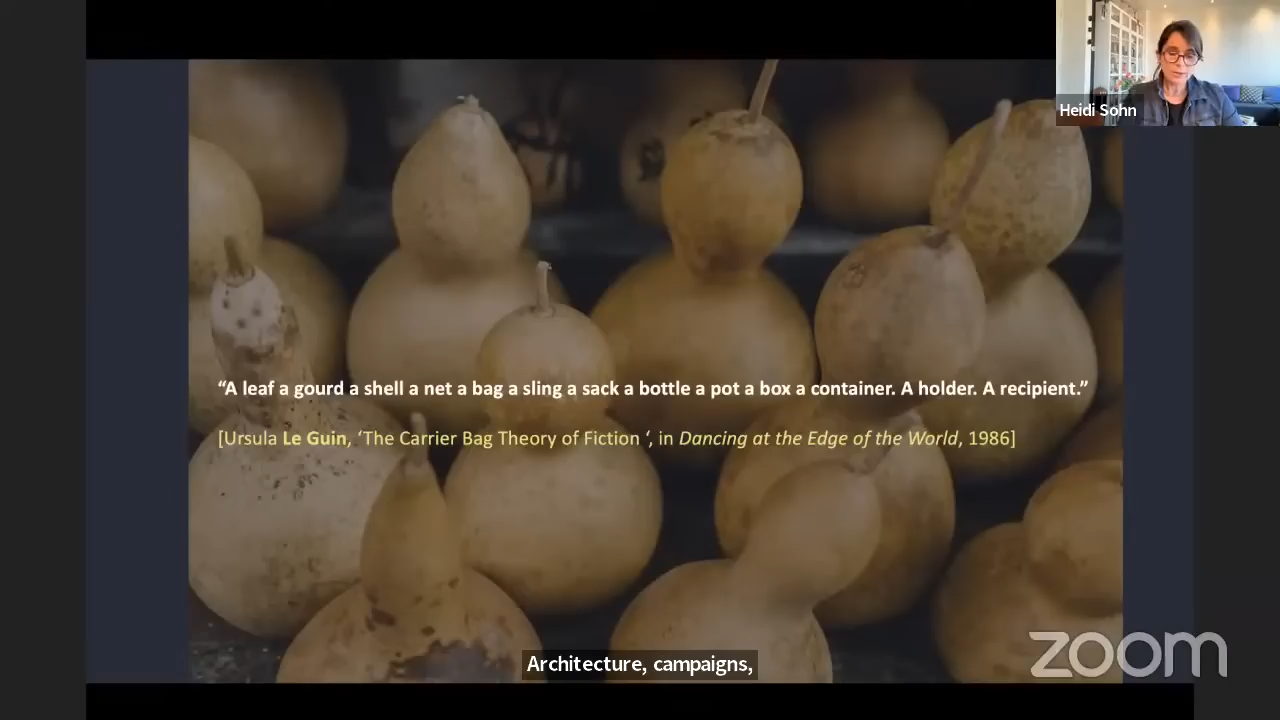 Heidi Sohn
“A leaf a gourd a shell a net a bag a sling a sack a bottle a pot a box a container. A holder. A recipient.”
[Ursula Le Guin, ‘The Carrier Bag Theory of Fiction ‘, in Dancing at the Edge of the World, 1986]
Architecture, campaigns,
zoom